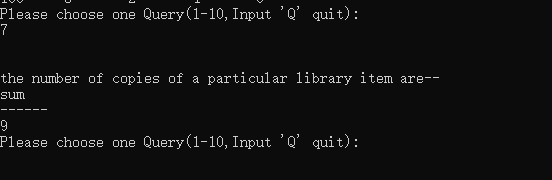 Please choose one Query(1-10,Input 'Q' quit):
7
the number of copies of a particular library item are--
sum
------
9
Please choose one Query(1-10,Input 'Q' quit):